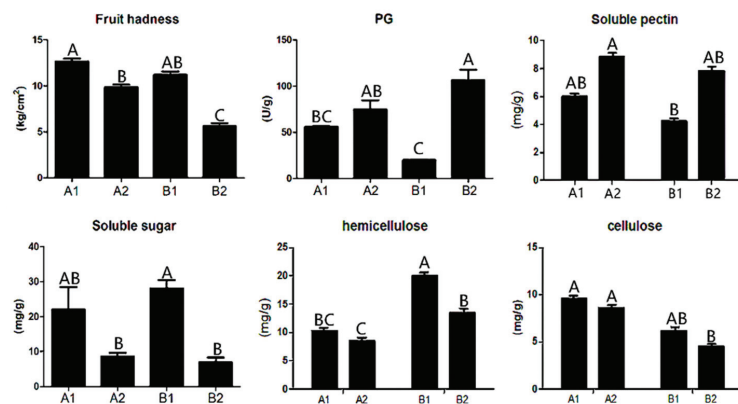 Fruit hadness
15
10
5
0
(kg/cm²)
A
B
AB
C
A1
A2
B1
B2
PG
150
100
50
0
(U/g)
BC
AB
C
A
A1
A2
B1
B2
Soluble pectin
10
8
6
4
2
0
(mg/g)
AB
A
B
AB
A1
A2
B1
B2
Soluble sugar
40
30
20
10
0
mg/g)
AB
B
A
B
A1
A2
B1
B2
hemicellulose
25
20
15
10
5
0
(mg/g)
BC
C
A
B
A1
A2
B1
B2
cellulose
15
10
5
0
(mg/g)
A
A
AB
B
A1
A2
B1
B2